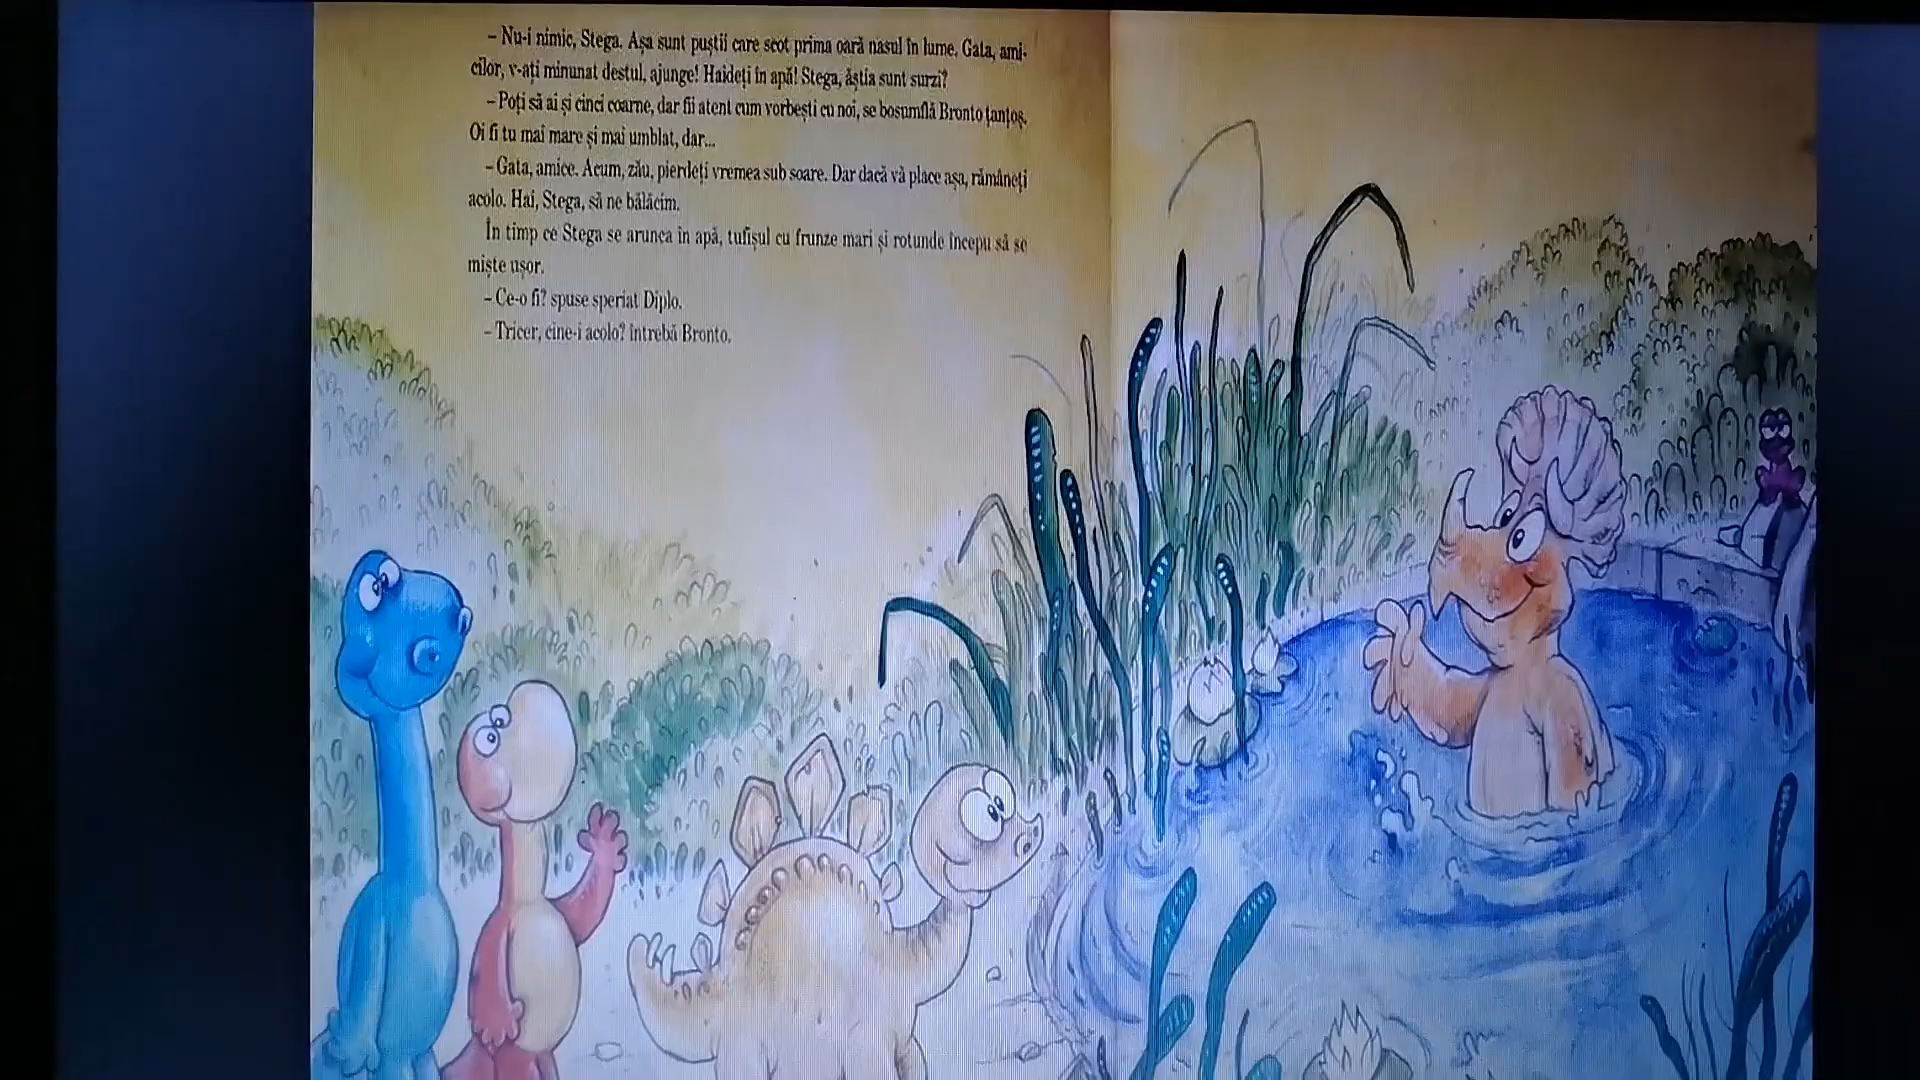 – Nu-i nimic, Stega. Așa sunt puștii care scot prima oară nasul în lume. Gata, ami-
cilor, v-ați minunat destul, ajunge! Haideți în apă! Stega, ăștia sunt surzi?
– Poți să ai și cinci coarne, dar fii atent cum vorbești cu noi, se bosumflă Bronto țanțoș.
Oi fi tu mai mare și mai umblat, dar...
– Gata, amice. Acum, zău, pierdeți vremea sub soare. Dar dacă vă place așa, rămâneți
acolo. Hai, Stega, să ne bălăcim.
În timp ce Stega se arunca în apă, tufișul cu frunze mari și rotunde începu să se
miște ușor.
– Ce-o fi? spuse speriat Diplo.
– Tricer, cine-i acolo? întrebă Bronto.